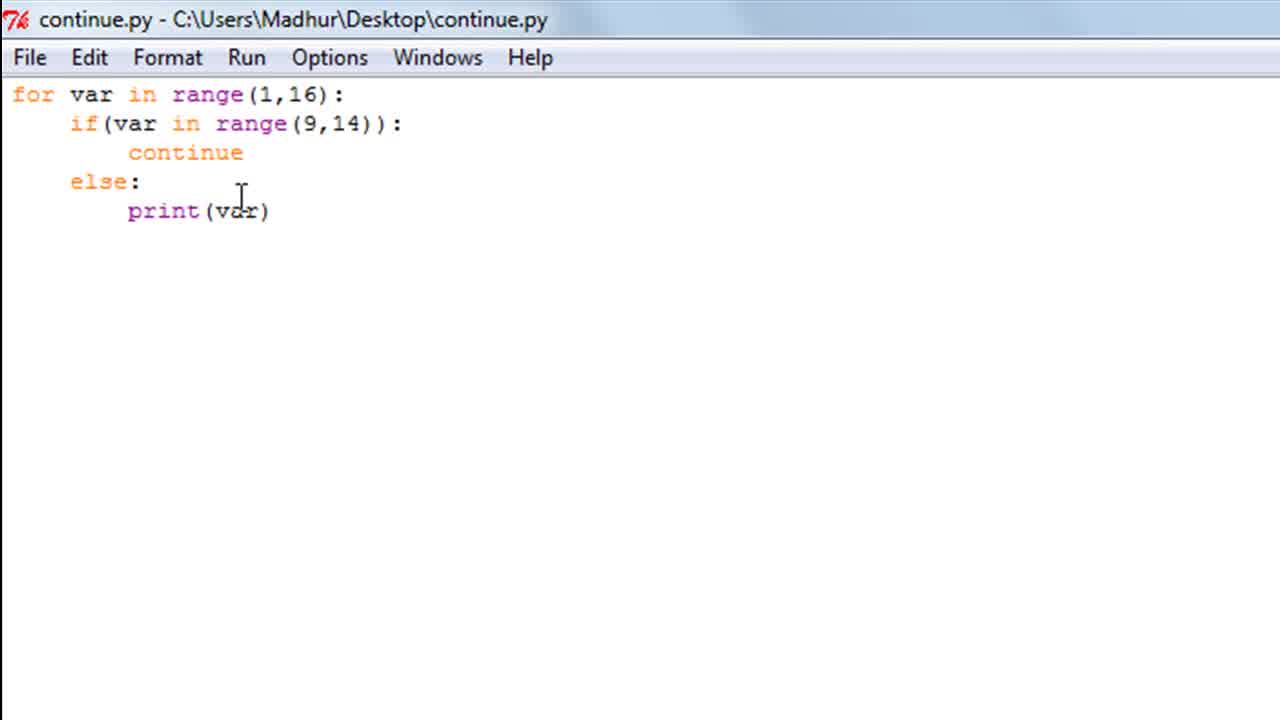 continue.py - C:\Users\Madhur\Desktop\continue.py
File Edit Format Run Options Windows Help
for var in range(1,16):
    if(var in range(9,14)):
        continue
    else:
        print(var)